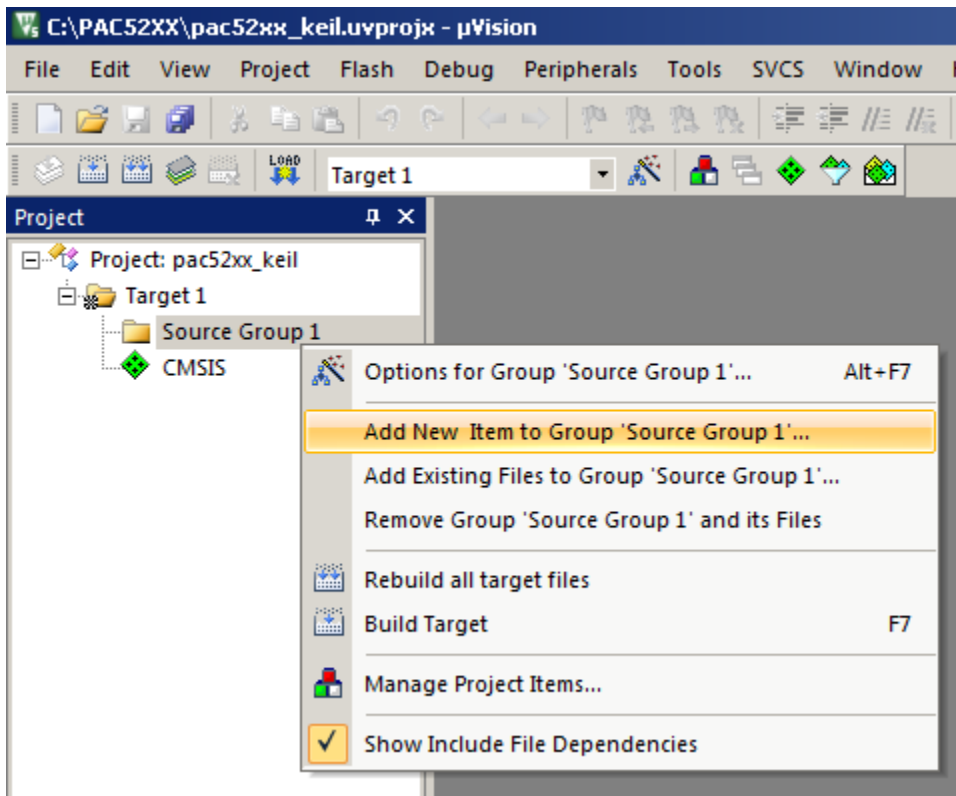 C:\PAC52XX\pac52xx_keil.uvprojx - µVision
File Edit View Project Flash Debug Peripherals Tools SVCS Window
LOAD
Target 1
Project
Project: pac52xx_keil
Target 1
Source Group 1
CMSIS
Options for Group 'Source Group 1'... Alt+F7
Add New  Item to Group 'Source Group 1'...
Add Existing Files to Group 'Source Group 1'...
Remove Group 'Source Group 1' and its Files
Rebuild all target files
Build Target F7
Manage Project Items...
Show Include File Dependencies